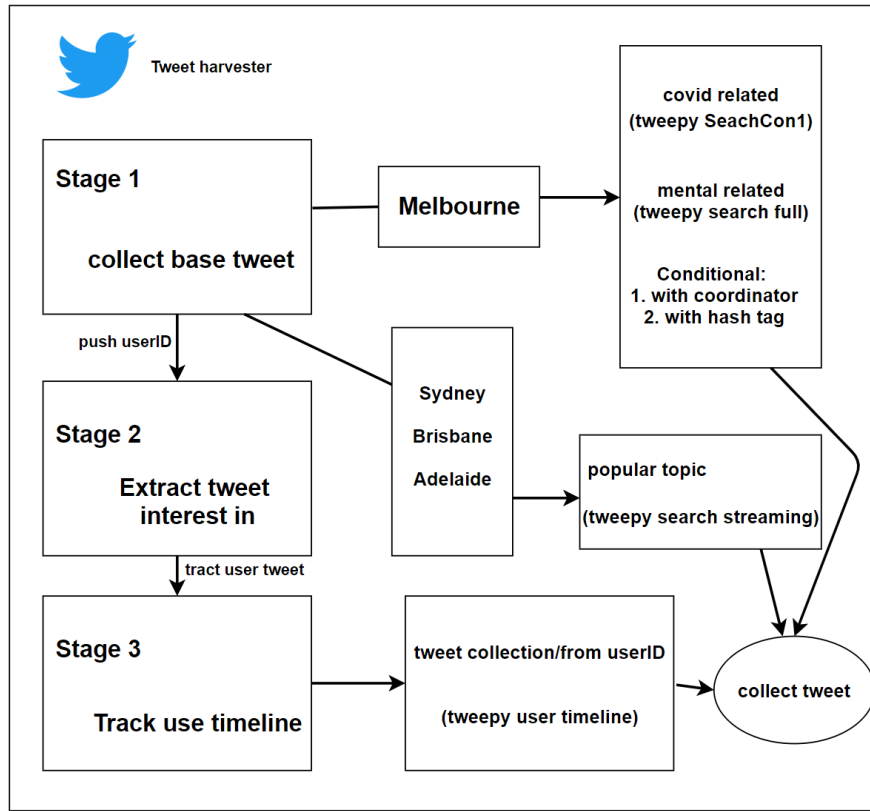 Tweet harvester
covid related
(tweepy SeachCon1)
mental related
(tweepy search full)
Conditional:
1. with coordinator
2. with hash tag
Stage 1
collect base tweet
Melbourne
push userID
Sydney
Brisbane
Adelaide
Stage 2
Extract tweet
interest in
popular topic
(tweepy search streaming)
tract user tweet
Stage 3
Track use timeline
tweet collection/from userID
(tweepy user timeline)
collect tweet